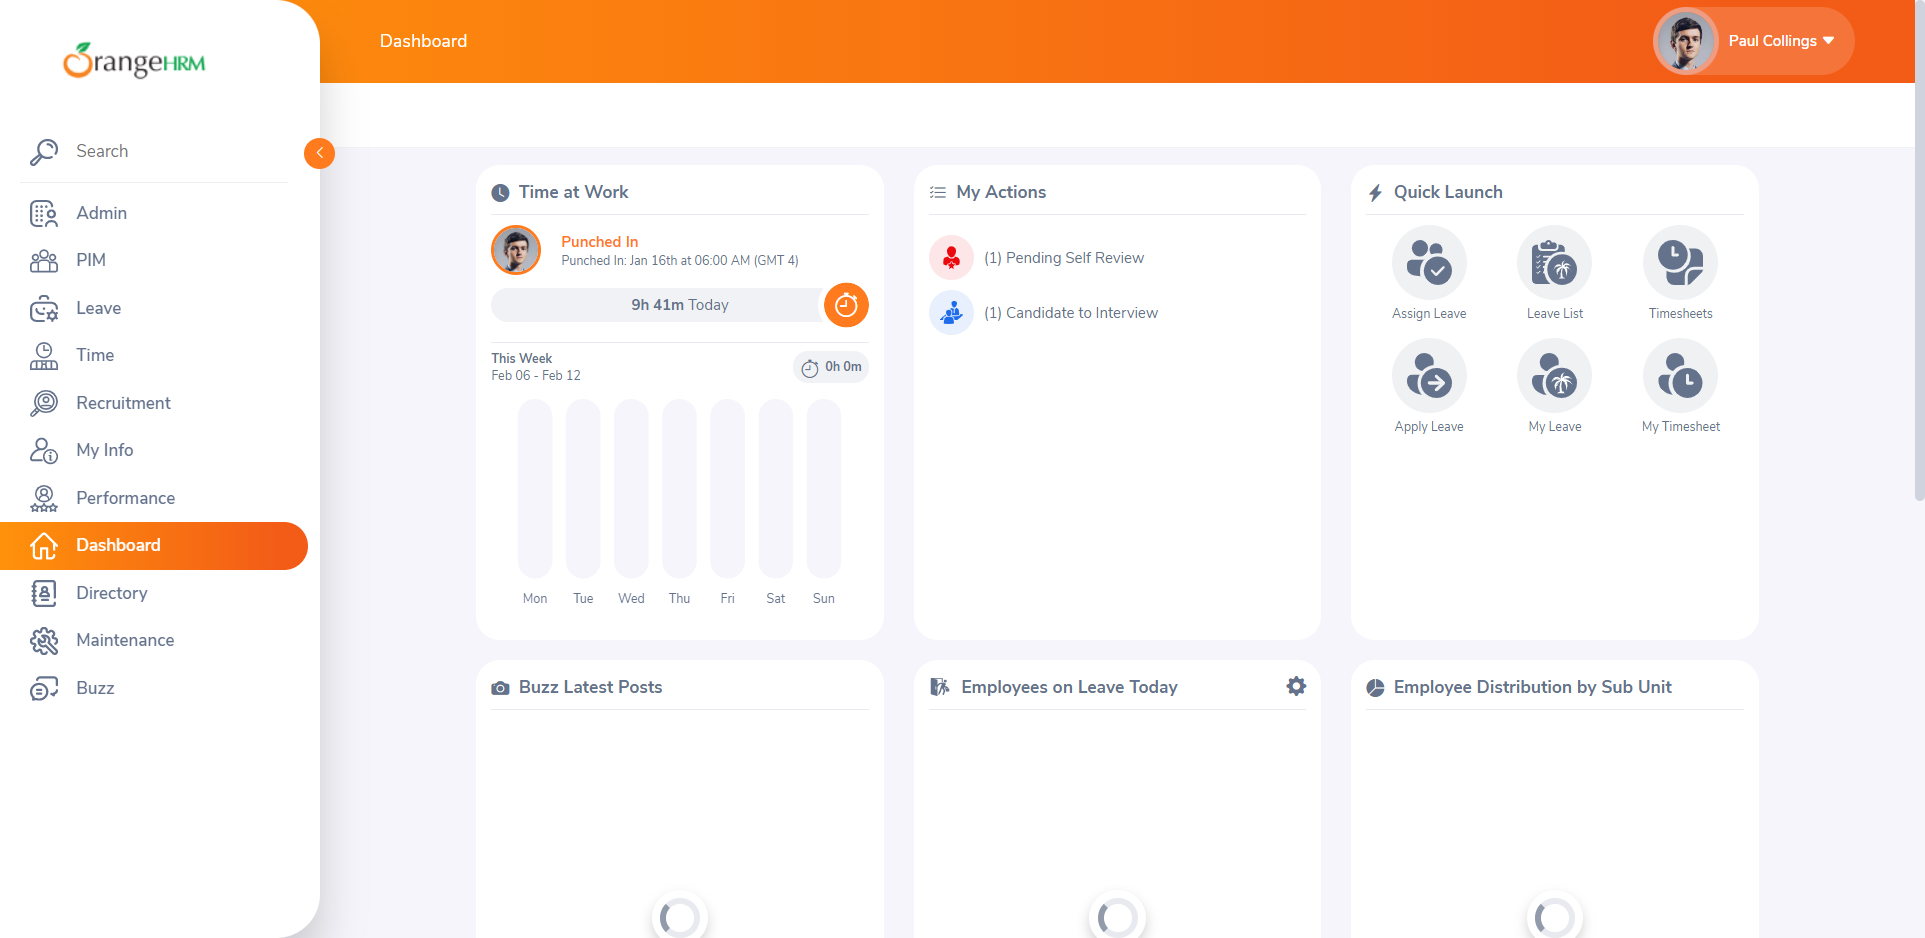 OrangeHRM
Dashboard
Paul Collings
Search
Admin
PIM
Leave
Time
Recruitment
My Info
Performance
Dashboard
Directory
Maintenance
Buzz
Time at Work
Punched In
Punched In: Jan 16th at 06:00 AM (GMT 4)
9h 41m Today
This Week
Feb 06 - Feb 12
0h 0m
Mon Tue Wed Thu Fri Sat Sun
My Actions
(1) Pending Self Review
(1) Candidate to Interview
Quick Launch
Assign Leave Leave List Timesheets
Apply Leave My Leave My Timesheet
Buzz Latest Posts
Employees on Leave Today
Employee Distribution by Sub Unit